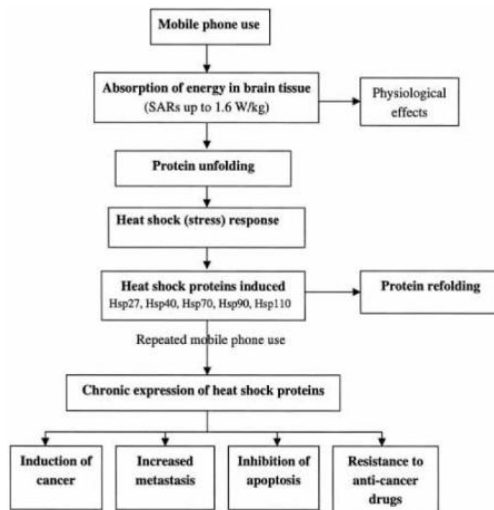 Mobile phone use
Absorption of energy in brain tissue
(SARs up to 1.6 W/kg)
Physiological
effects
Protein unfolding
Heat shock (stress) response
Heat shock proteins induced
Hsp27, Hsp40, Hsp70, Hsp90, Hsp110
Protein refolding
Repeated mobile phone use
Chronic expression of heat shock proteins
Induction of
cancer
Increased
metastasis
Inhibition of
apoptosis
Resistance to
anti-cancer
drugs